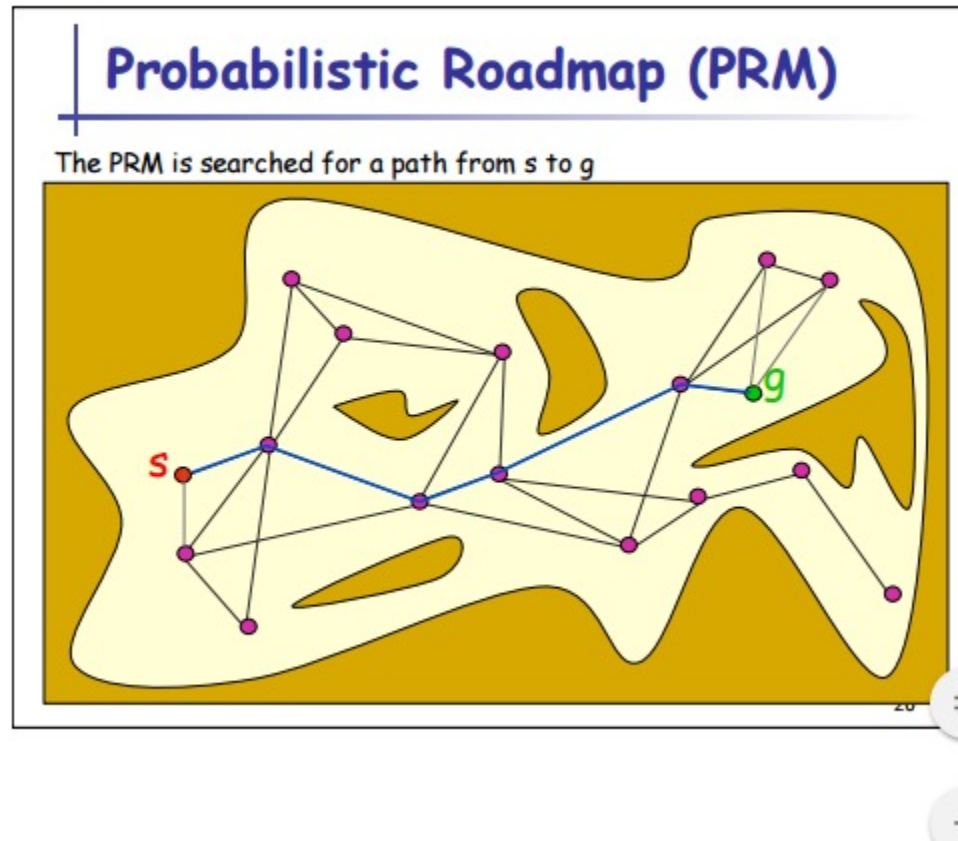 Probabilistic Roadmap (PRM)
The PRM is searched for a path from s to g
g
s